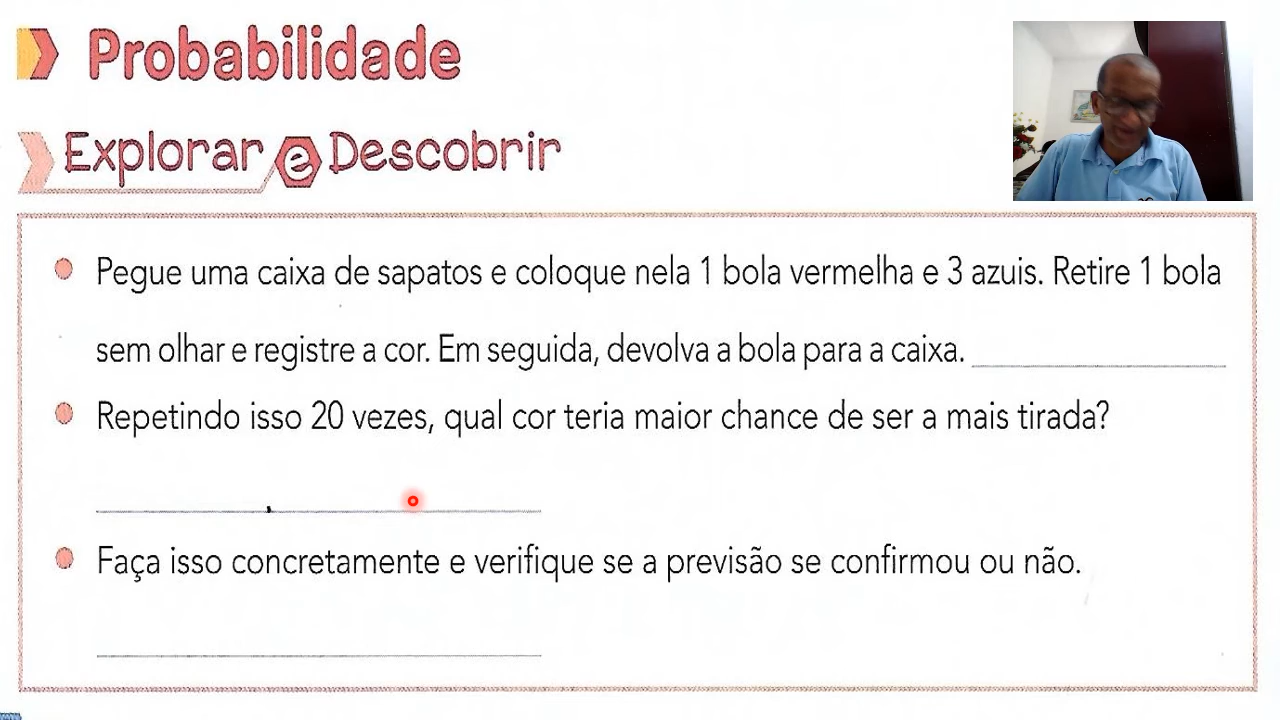 Probabilidade
Explorar e Descobrir
Pegue uma caixa de sapatos e coloque nela 1 bola vermelha e 3 azuis. Retire 1 bola
sem olhar e registre a cor. Em seguida, devolva a bola para a caixa.
Repetindo isso 20 vezes, qual cor teria maior chance de ser a mais tirada?
Faça isso concretamente e verifique se a previsão se confirmou ou não.